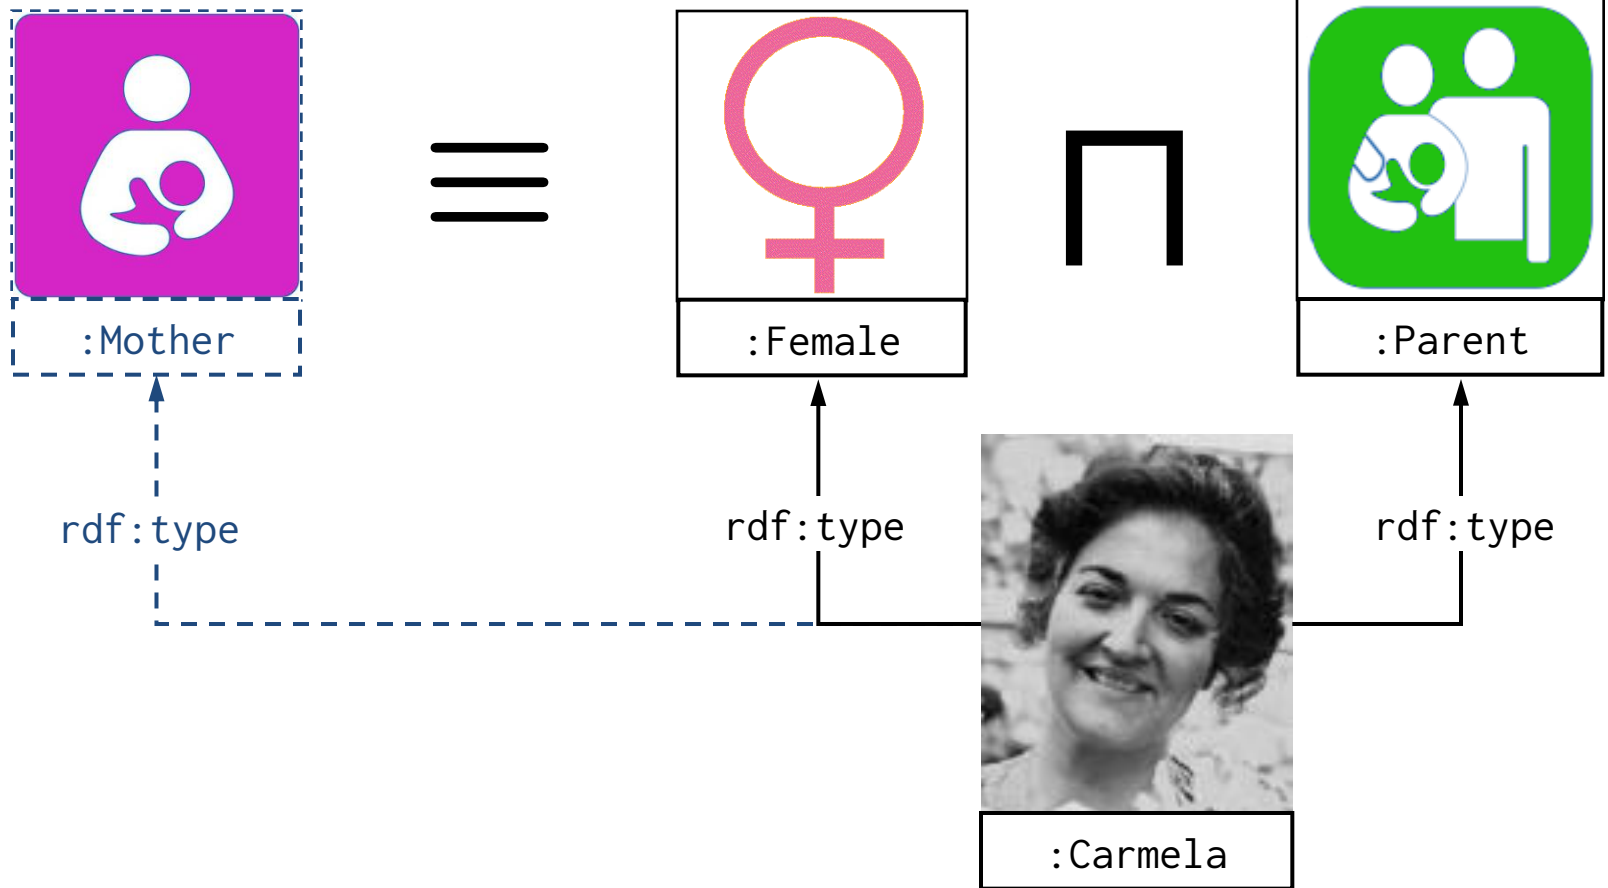 :Mother
≡
:Female
⊓
:Parent
rdf:type
rdf:type
rdf:type
:Carmela